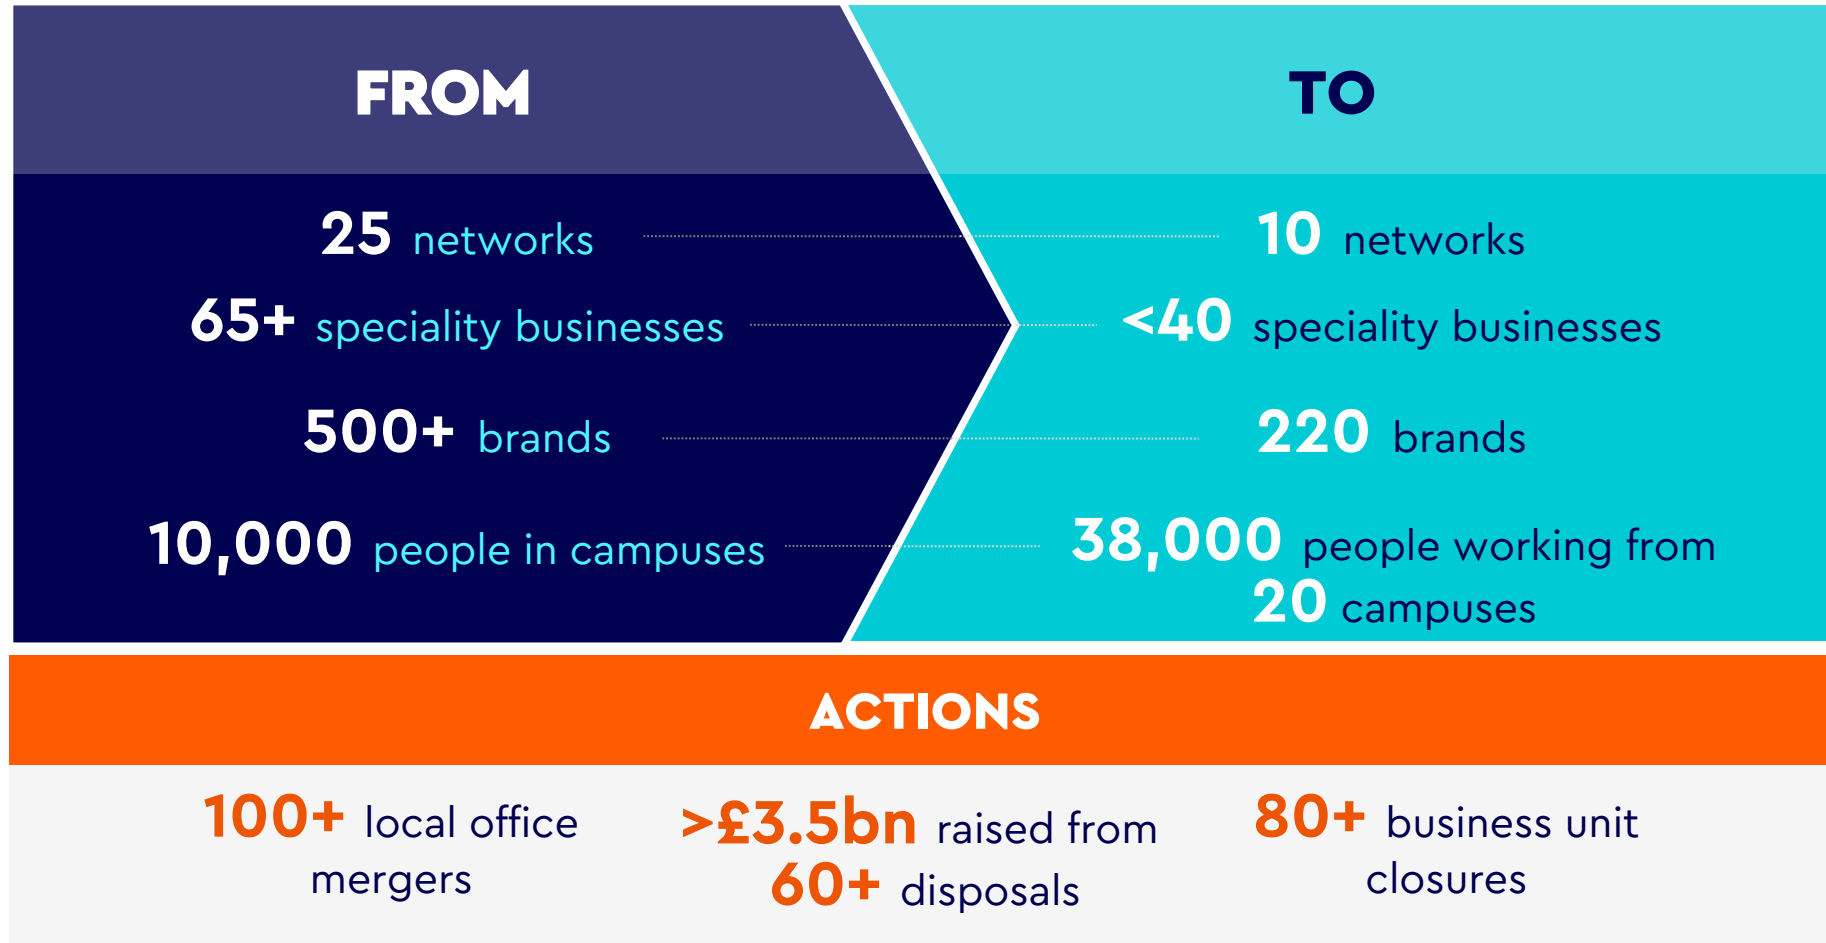 FROM
TO
25 networks
10 networks
65+ speciality businesses
<40 speciality businesses
500+ brands
220 brands
10,000 people in campuses
38,000 people working from
20 campuses
ACTIONS
100+ local office
mergers
>£3.5bn raised from
60+ disposals
80+ business unit
closures